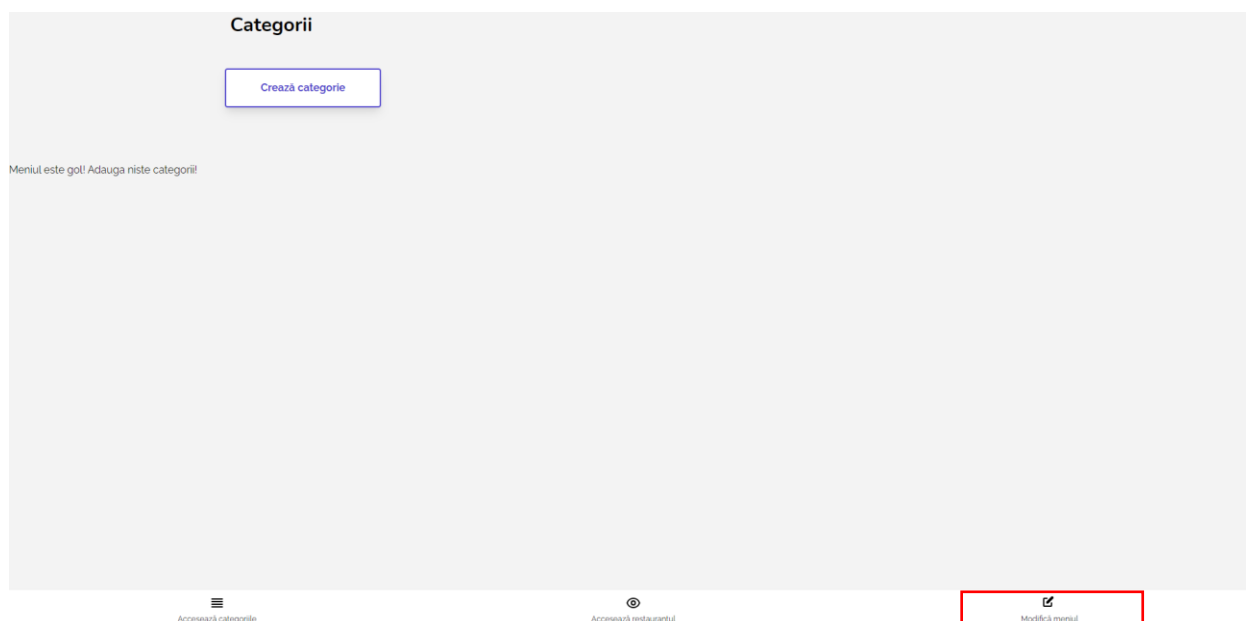 Categorii
Crează categorie
Meniul este gol! Adauga niste categorii!
Accesează categoriile
Accesează restaurantul
Modifică meniul